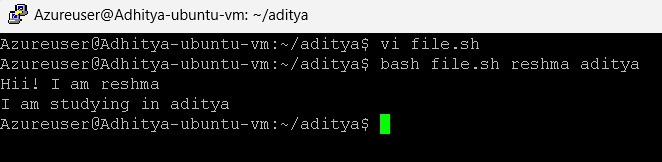 Azureuser@Adhitya-ubuntu-vm: ~/aditya
Azureuser@Adhitya-ubuntu-vm:~/aditya$ vi file.sh
Azureuser@Adhitya-ubuntu-vm:~/aditya$ bash file.sh reshma aditya
Hii! I am reshma
I am studying in aditya
Azureuser@Adhitya-ubuntu-vm:~/aditya$